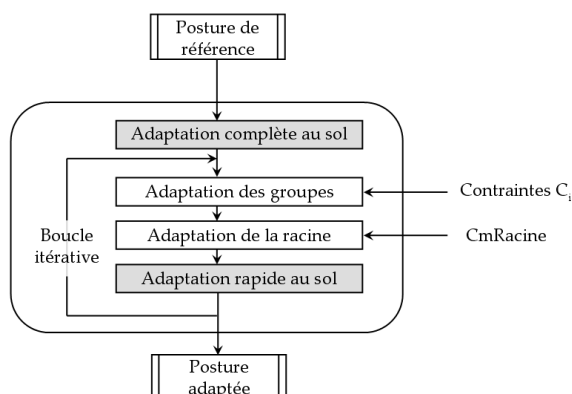 Posture de
référence
Adaptation complète au sol
Adaptation des groupes
Contraintes Ci
Boucle
itérative
Adaptation de la racine
CmRacine
Adaptation rapide au sol
Posture
adaptée